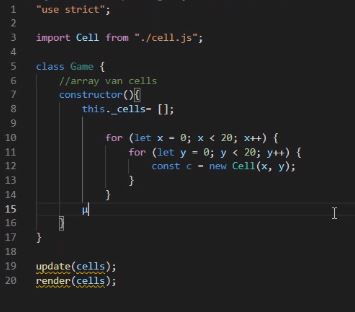 1 "use strict";
2
3 import Cell from "./cell.js";
4
5 class Game {
6 //array van cells
7 constructor(){
8 this._cells= [];
9
10 for (let x = 0; x < 20; x++) {
11 for (let y = 0; y < 20; y++) {
12 const c = new Cell(x, y);
13 }
14 }
15 µ
16 }
17 }
18
19 update(cells);
20 render(cells);